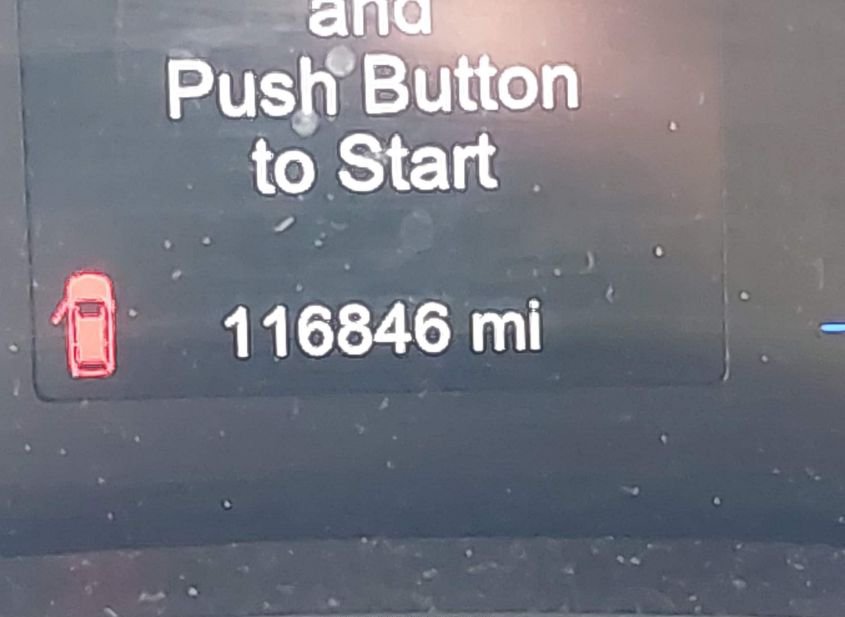 and
Push Button
to Start
116846 mi